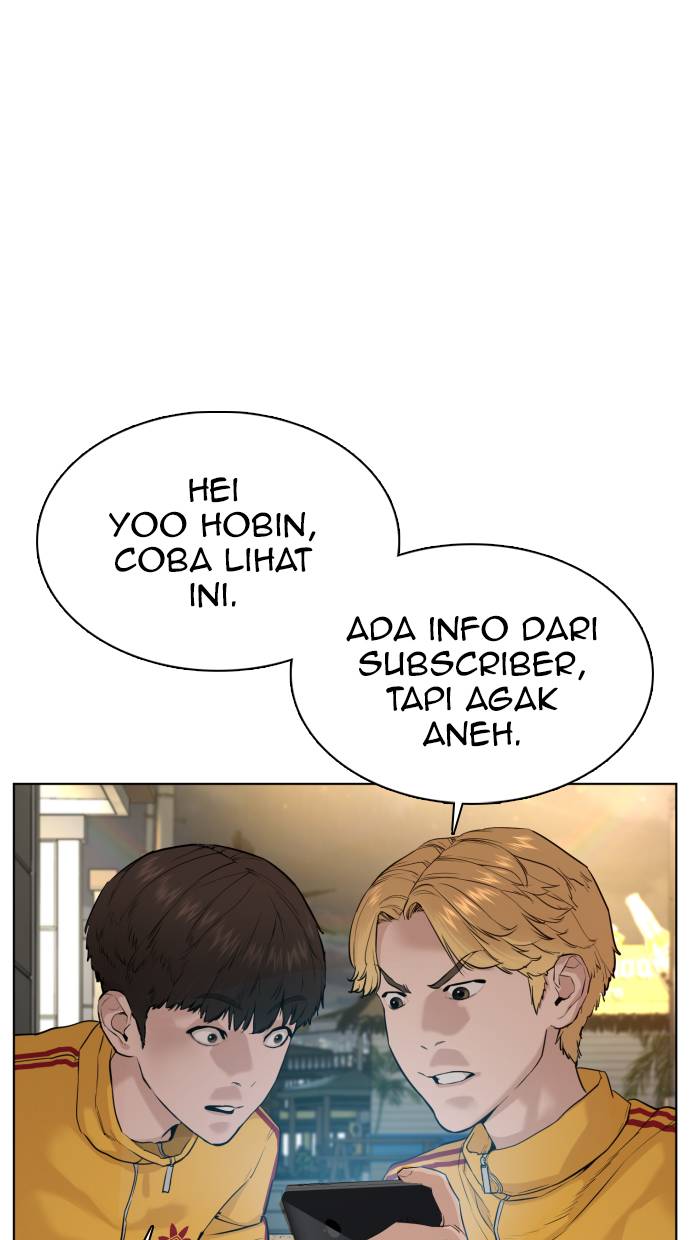 HEI
YOO HOBIN,
COBA LIHAT
INI.
ADA INFO DARI
SUBSCRIBER,
TAPI AGAK
ANEH.